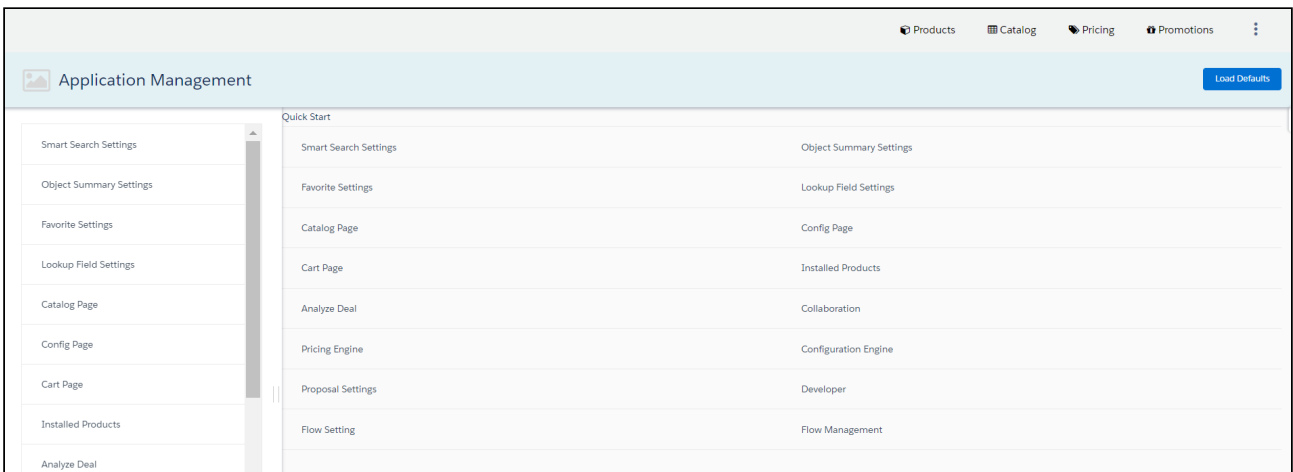 Products Catalog Pricing Promotions
Application Management
Load Defaults
Smart Search Settings
Object Summary Settings
Favorite Settings
Lookup Field Settings
Catalog Page
Config Page
Cart Page
Installed Products
Analyze Deal
Quick Start
Smart Search Settings Object Summary Settings
Favorite Settings Lookup Field Settings
Catalog Page Config Page
Cart Page Installed Products
Analyze Deal Collaboration
Pricing Engine Configuration Engine
Proposal Settings Developer
Flow Setting Flow Management